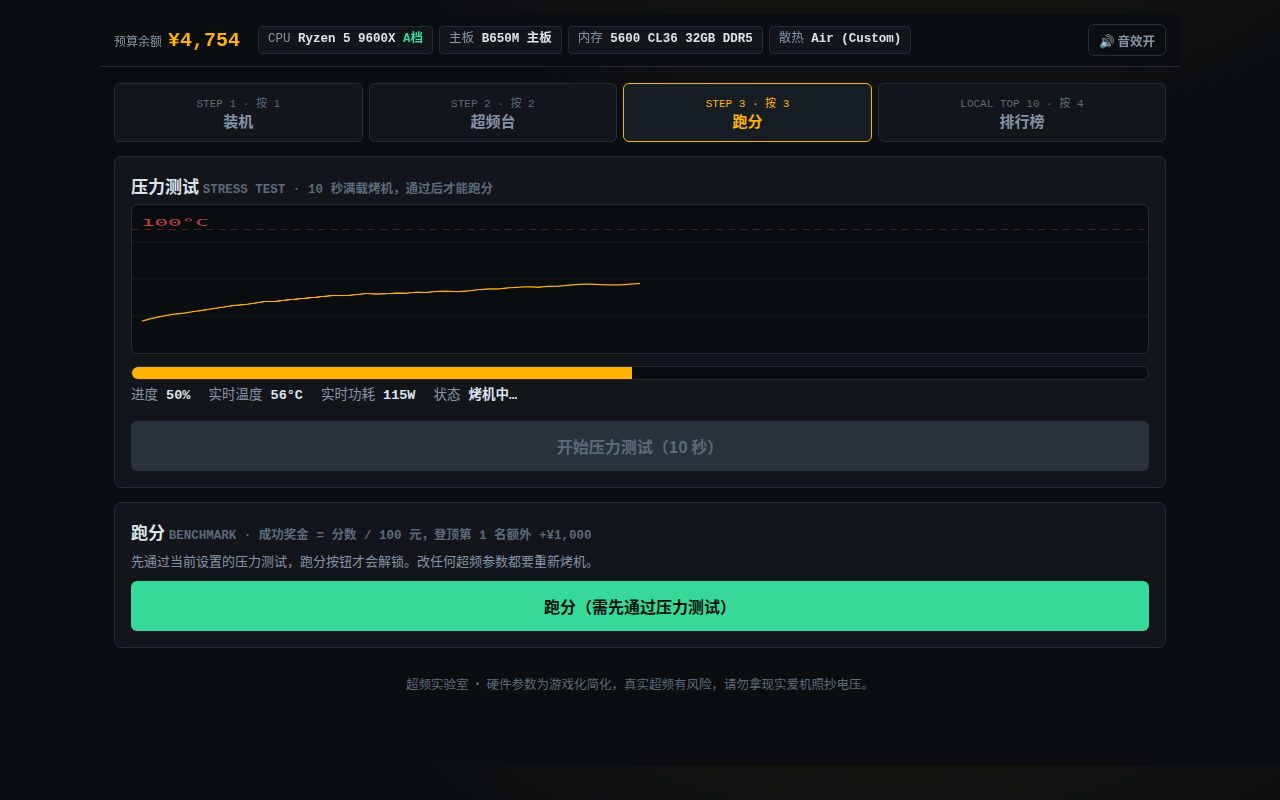 预算余额 ¥4,754 CPU Ryzen 5 9600X A档 主板 B650M 主板 内存 5600 CL36 32GB DDR5 散热 Air (Custom) 🔊 音效开
STEP 1 · 按 1
装机
STEP 2 · 按 2
超频台
STEP 3 · 按 3
跑分
LOCAL TOP 10 · 按 4
排行榜
压力测试 STRESS TEST · 10 秒满载烤机，通过后才能跑分
100°C
进度 50% 实时温度 56°C 实时功耗 115W 状态 烤机中…
开始压力测试（10 秒）
跑分 BENCHMARK · 成功奖金 = 分数 / 100 元，登顶第 1 名额外 +¥1,000
先通过当前设置的压力测试，跑分按钮才会解锁。改任何超频参数都要重新烤机。
跑分（需先通过压力测试）
超频实验室 · 硬件参数为游戏化简化，真实超频有风险，请勿拿现实爱机照抄电压。